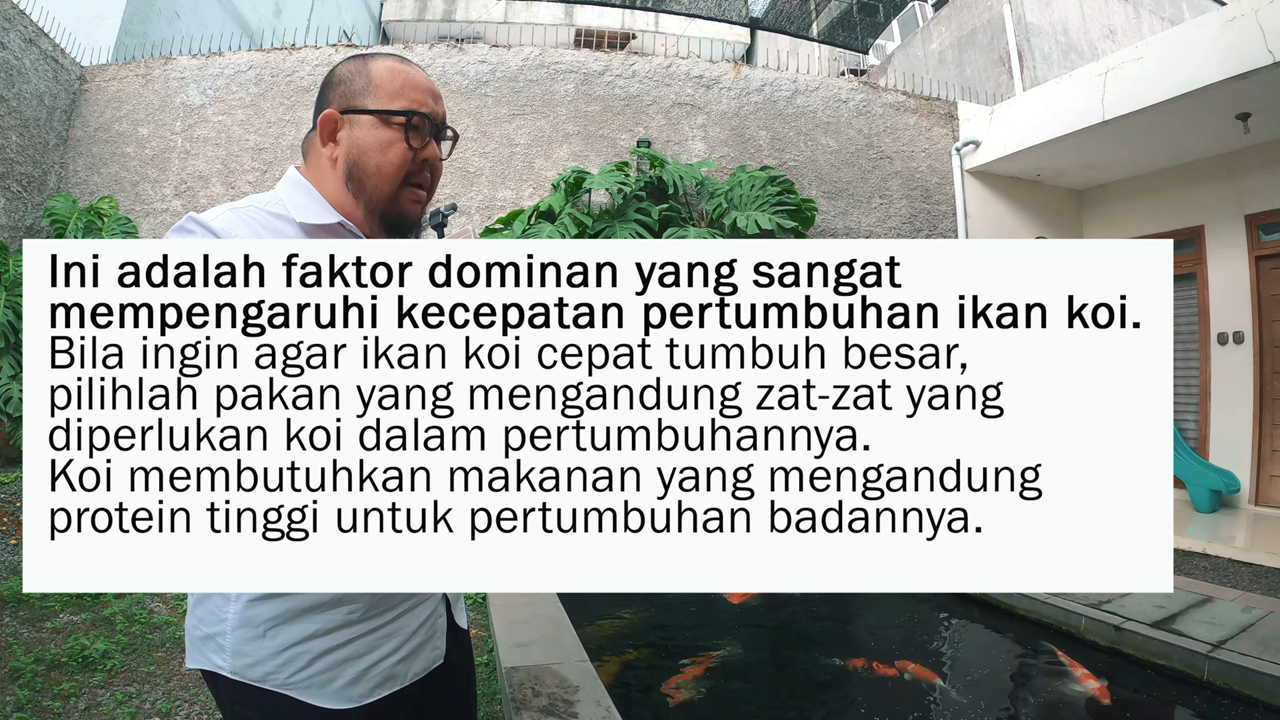 Ini adalah faktor dominan yang sangat
mempengaruhi kecepatan pertumbuhan ikan koi.
Bila ingin agar ikan koi cepat tumbuh besar,
pilihlah pakan yang mengandung zat-zat yang
diperlukan koi dalam pertumbuhannya.
Koi membutuhkan makanan yang mengandung
protein tinggi untuk pertumbuhan badannya.